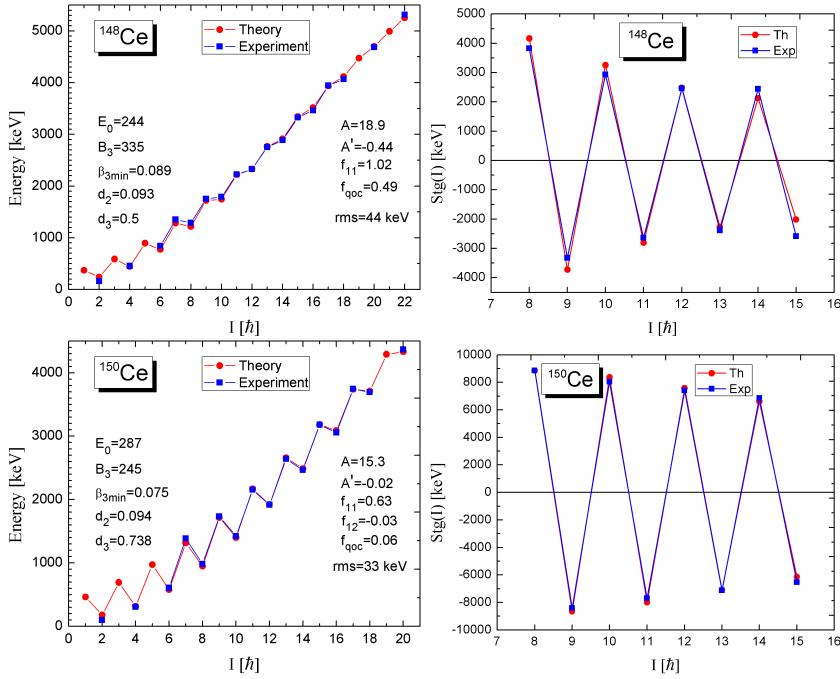 ¹⁴⁸Ce
Theory
Experiment
E₀=244
B₃=335
β₃ₘᵢₙ=0.089
d₂=0.093
d₃=0.5
A=18.9
A'=-0.44
f₁₁=1.02
f_qoc=0.49
rms=44 keV
Energy [keV]
5000
4000
3000
2000
1000
0
0 2 4 6 8 10 12 14 16 18 20 22
I [ħ]
¹⁴⁸Ce
Th
Exp
Stg(I) [keV]
5000
4000
3000
2000
1000
0
-1000
-2000
-3000
-4000
7 8 9 10 11 12 13 14 15 16
I [ħ]
¹⁵⁰Ce
Theory
Experiment
E₀=287
B₃=245
β₃ₘᵢₙ=0.075
d₂=0.094
d₃=0.738
A=15.3
A'=-0.02
f₁₁=0.63
f₁₂=-0.03
f_qoc=0.06
rms=33 keV
Energy [keV]
4000
3000
2000
1000
0
0 2 4 6 8 10 12 14 16 18 20
I [ħ]
¹⁵⁰Ce
Th
Exp
Stg(I) [keV]
10000
8000
6000
4000
2000
0
-2000
-4000
-6000
-8000
-10000
7 8 9 10 11 12 13 14 15 16
I [ħ]